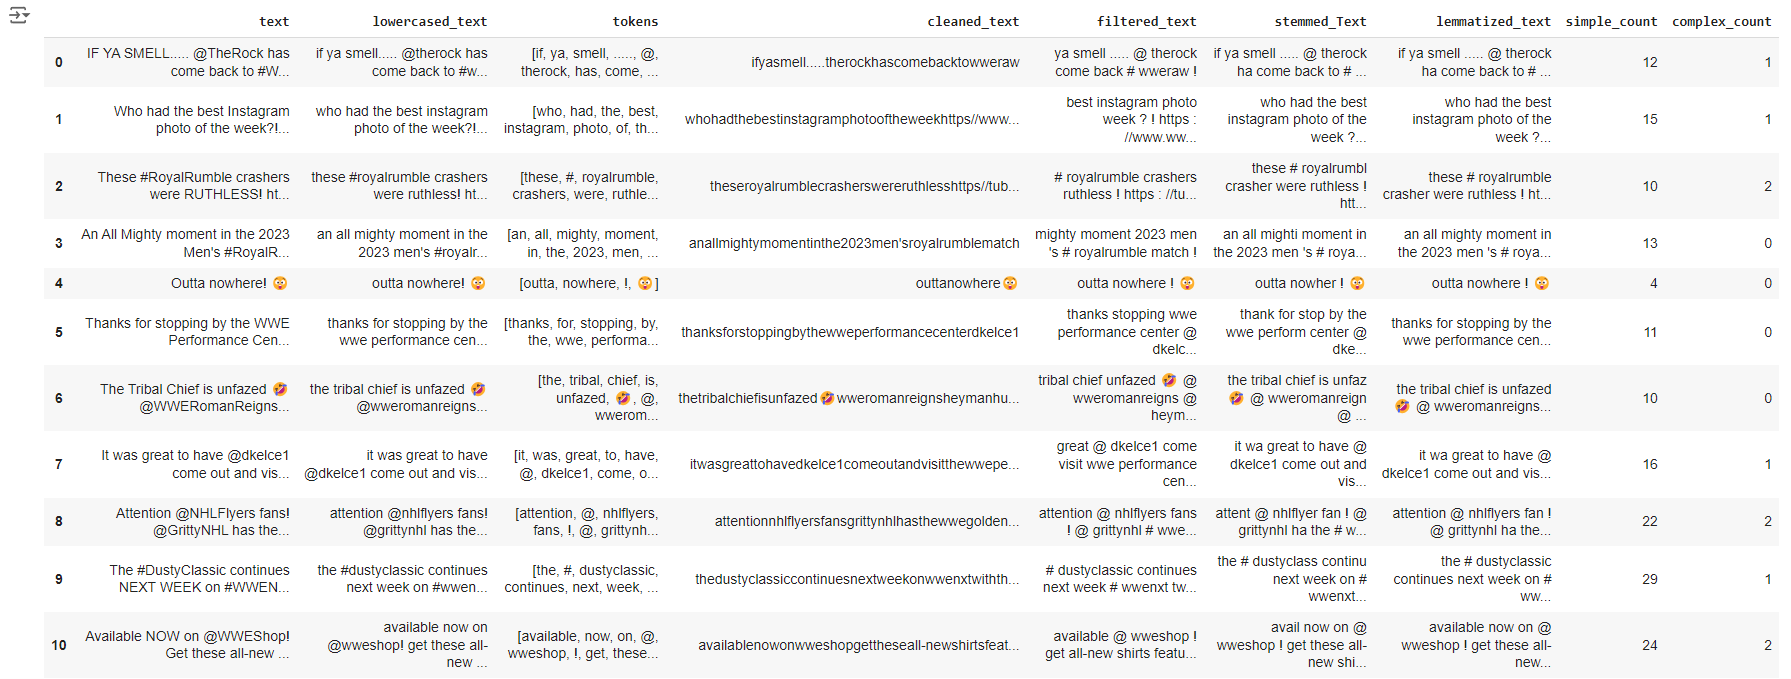 text lowercased_text tokens cleaned_text filtered_text stemmed_Text lemmatized_text simple_count complex_count
0 IF YA SMELL..... @TheRock has come back to #W... if ya smell..... @therock has come back to #w... [if, ya, smell, ....., @, therock, has, come, ... ifyasmell.....therockhascomebacktowweraw ya smell ..... @ therock come back # wweraw ! if ya smell ..... @ therock ha come back to # ... if ya smell ..... @ therock ha come back to # ... 12 1
1 Who had the best Instagram photo of the week?!... who had the best instagram photo of the week?!... [who, had, the, best, instagram, photo, of, th... whohadthebestinstagramphotooftheweekhttps//www... best instagram photo week ? ! https : //www.ww... who had the best instagram photo of the week ?... who had the best instagram photo of the week ?... 15 1
2 These #RoyalRumble crashers were RUTHLESS! ht... these #royalrumble crashers were ruthless! ht... [these, #, royalrumble, crashers, were, ruthle... theseroyalrumblecrasherswereruthlesshttps//tub... # royalrumble crashers ruthless ! https : //tu... these # royalrumbl crasher were ruthless ! htt... these # royalrumble crasher were ruthless ! ht... 10 2
3 An All Mighty moment in the 2023 Men's #RoyalR... an all mighty moment in the 2023 men's #royalr... [an, all, mighty, moment, in, the, 2023, men, ... anallmightymomentinthe2023men'sroyalrumblematch mighty moment 2023 men 's # royalrumble match ! an all mighti moment in the 2023 men 's # roya... an all mighty moment in the 2023 men 's # roya... 13 0
4 Outta nowhere! 😳 outta nowhere! 😳 [outta, nowhere, !, 😳] outtanowhere😳 outta nowhere ! 😳 outta nowher ! 😳 outta nowhere ! 😳 4 0
5 Thanks for stopping by the WWE Performance Cen... thanks for stopping by the wwe performance cen... [thanks, for, stopping, by, the, wwe, performa... thanksforstoppingbythewweperformancecenterdkelce1 thanks stopping wwe performance center @ dkelc... thank for stop by the wwe perform center @ dke... thanks for stopping by the wwe performance cen... 11 0
6 The Tribal Chief is unfazed 🤣 @WWERomanReigns... the tribal chief is unfazed 🤣 @wweromanreigns... [the, tribal, chief, is, unfazed, 🤣, @, wwerom... thetribalchiefisunfazed🤣wweromanreignsheymanhu... tribal chief unfazed 🤣 @ wweromanreigns @ heym... the tribal chief is unfaz 🤣 @ wweromanreign @ ... the tribal chief is unfazed 🤣 @ wweromanreigns... 10 0
7 It was great to have @dkelce1 come out and vis... it was great to have @dkelce1 come out and vis... [it, was, great, to, have, @, dkelce1, come, o... itwasgreattohavedkelce1comeoutandvisitthewwepe... great @ dkelce1 come visit wwe performance cen... it wa great to have @ dkelce1 come out and vis... it wa great to have @ dkelce1 come out and vis... 16 1
8 Attention @NHLFlyers fans! @GrittyNHL has the... attention @nhlflyers fans! @grittynhl has the... [attention, @, nhlflyers, fans, !, @, grittynh... attentionnhlflyersfansgrittynhlhasthewwegolden... attention @ nhlflyers fans ! @ grittynhl # wwe... attent @ nhlflyer fan ! @ grittynhl ha the # w... attention @ nhlflyers fan ! @ grittynhl ha the... 22 2
9 The #DustyClassic continues NEXT WEEK on #WWEN... the #dustyclassic continues next week on #wwen... [the, #, dustyclassic, continues, next, week, ... thedustyclassiccontinuesnextweekonwwenxtwithth... # dustyclassic continues next week # wwenxt tw... the # dustyclass continu next week on # wwenxt... the # dustyclassic continues next week on # ww... 29 1
10 Available NOW on @WWEShop! Get these all-new ... available now on @wweshop! get these all-new ... [available, now, on, @, wweshop, !, get, these... availablenowonwweshopgettheseall-newshirtsfeat... available @ wweshop ! get all-new shirts featu... avail now on @ wweshop ! get these all-new shi... available now on @ wweshop ! get these all-new... 24 2